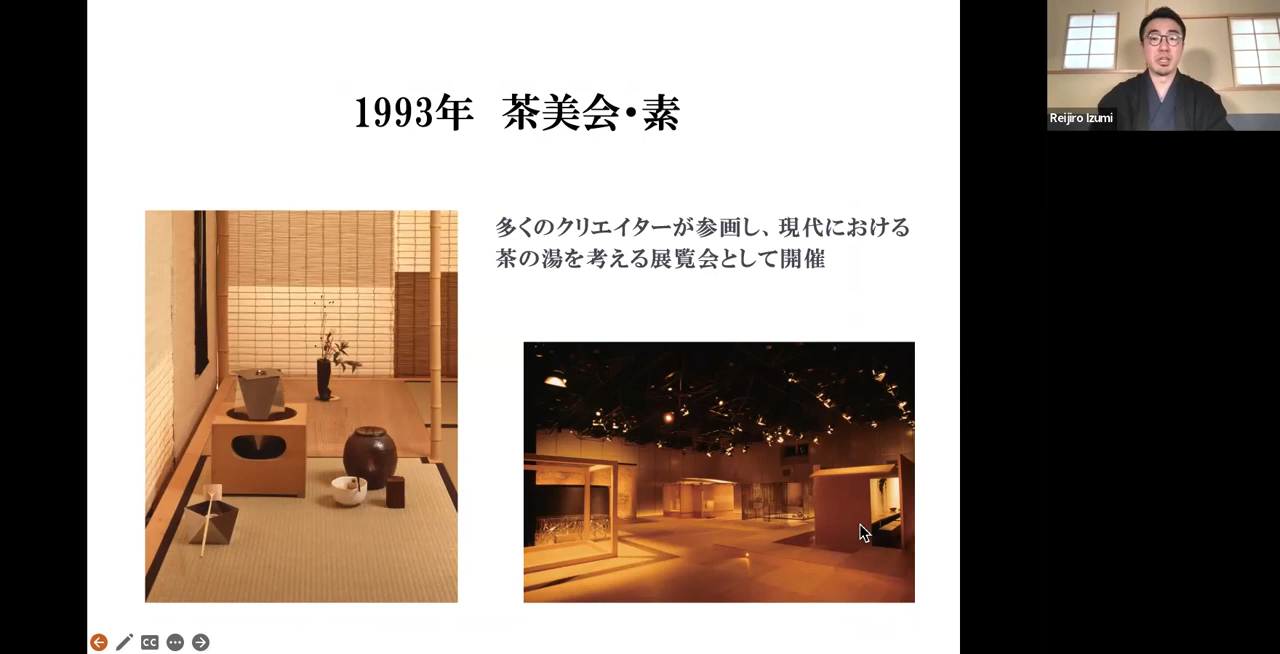 1993年 茶美会・素
多くのクリエイターが参画し、現代における
茶の湯を考える展覧会として開催
Reijiro Izumi
CC